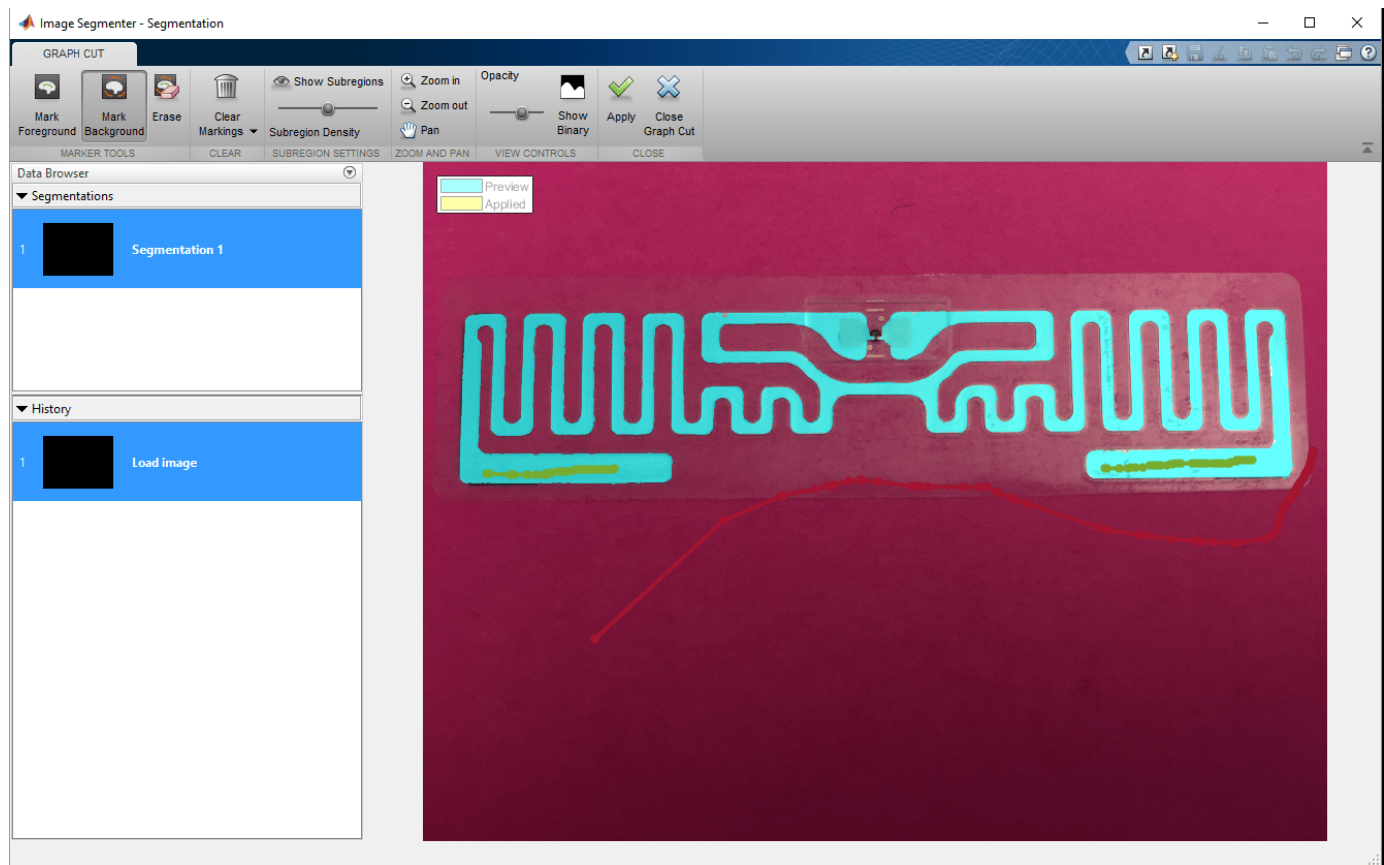 Image Segmenter - Segmentation
GRAPH CUT
Mark Foreground
Mark Background
Erase
MARKER TOOLS
Clear Markings
CLEAR
Show Subregions
Subregion Density
SUBREGION SETTINGS
Zoom in
Zoom out
Pan
ZOOM AND PAN
Opacity
Show Binary
VIEW CONTROLS
Apply
Close Graph Cut
CLOSE
Data Browser
Segmentations
1 Segmentation 1
History
1 Load image
Preview
Applied